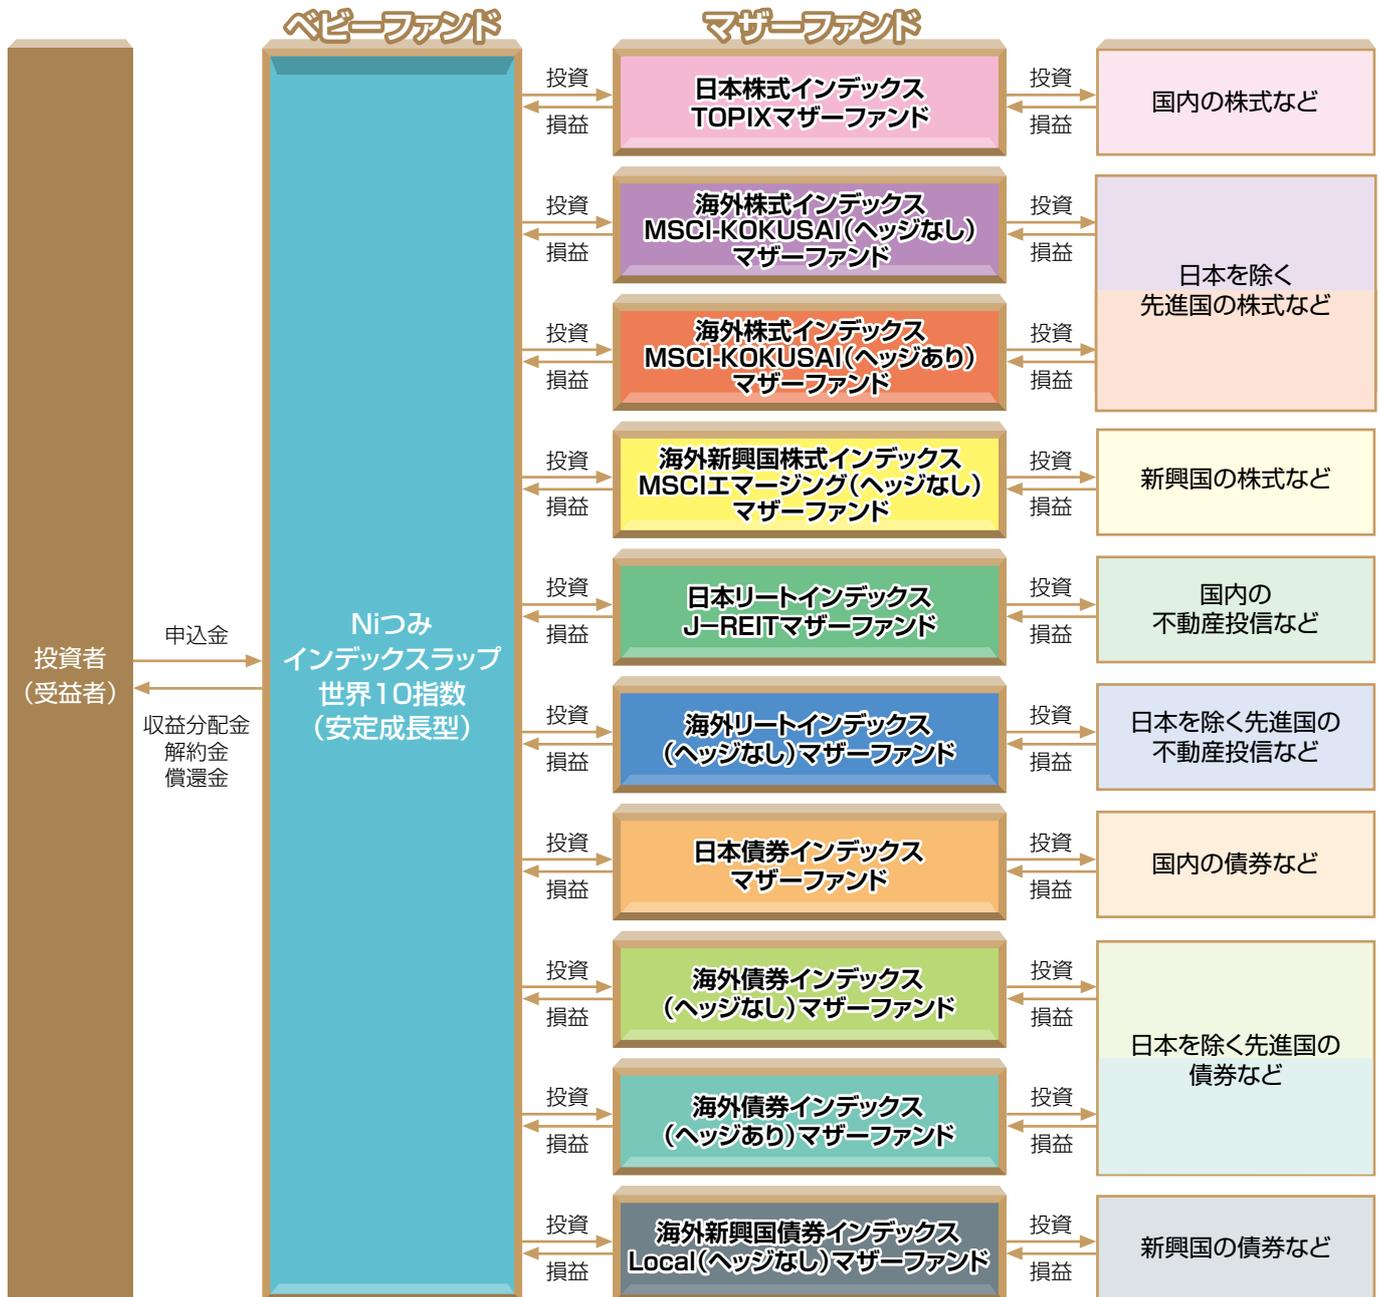 ベビーファンド
マザーファンド
投資者
（受益者）
申込金
収益分配金
解約金
償還金
Niつみ
インデックスラップ
世界10指数
（安定成長型）
投資
損益
日本株式インデックス
TOPIXマザーファンド
投資
損益
国内の株式など
投資
損益
海外株式インデックス
MSCI-KOKUSAI（ヘッジなし）
マザーファンド
投資
損益
日本を除く
先進国の株式など
投資
損益
海外株式インデックス
MSCI-KOKUSAI（ヘッジあり）
マザーファンド
投資
損益
投資
損益
海外新興国株式インデックス
MSCIエマージング（ヘッジなし）
マザーファンド
投資
損益
新興国の株式など
投資
損益
日本リートインデックス
J-REITマザーファンド
投資
損益
国内の
不動産投信など
投資
損益
海外リートインデックス
（ヘッジなし）マザーファンド
投資
損益
日本を除く先進国の
不動産投信など
投資
損益
日本債券インデックス
マザーファンド
投資
損益
国内の債券など
投資
損益
海外債券インデックス
（ヘッジなし）マザーファンド
投資
損益
日本を除く先進国の
債券など
投資
損益
海外債券インデックス
（ヘッジあり）マザーファンド
投資
損益
投資
損益
海外新興国債券インデックス
Local（ヘッジなし）マザーファンド
投資
損益
新興国の債券など